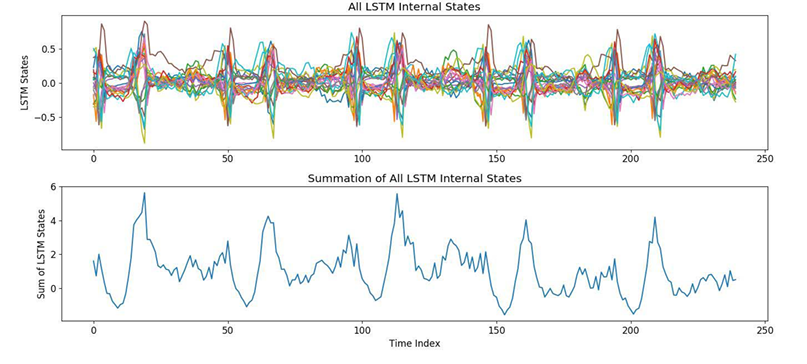 All LSTM Internal States
LSTM States
0.5
0.0
−0.5
0 50 100 150 200 250
Summation of All LSTM Internal States
Sum of LSTM States
6
4
2
0
0 50 100 150 200 250
Time Index